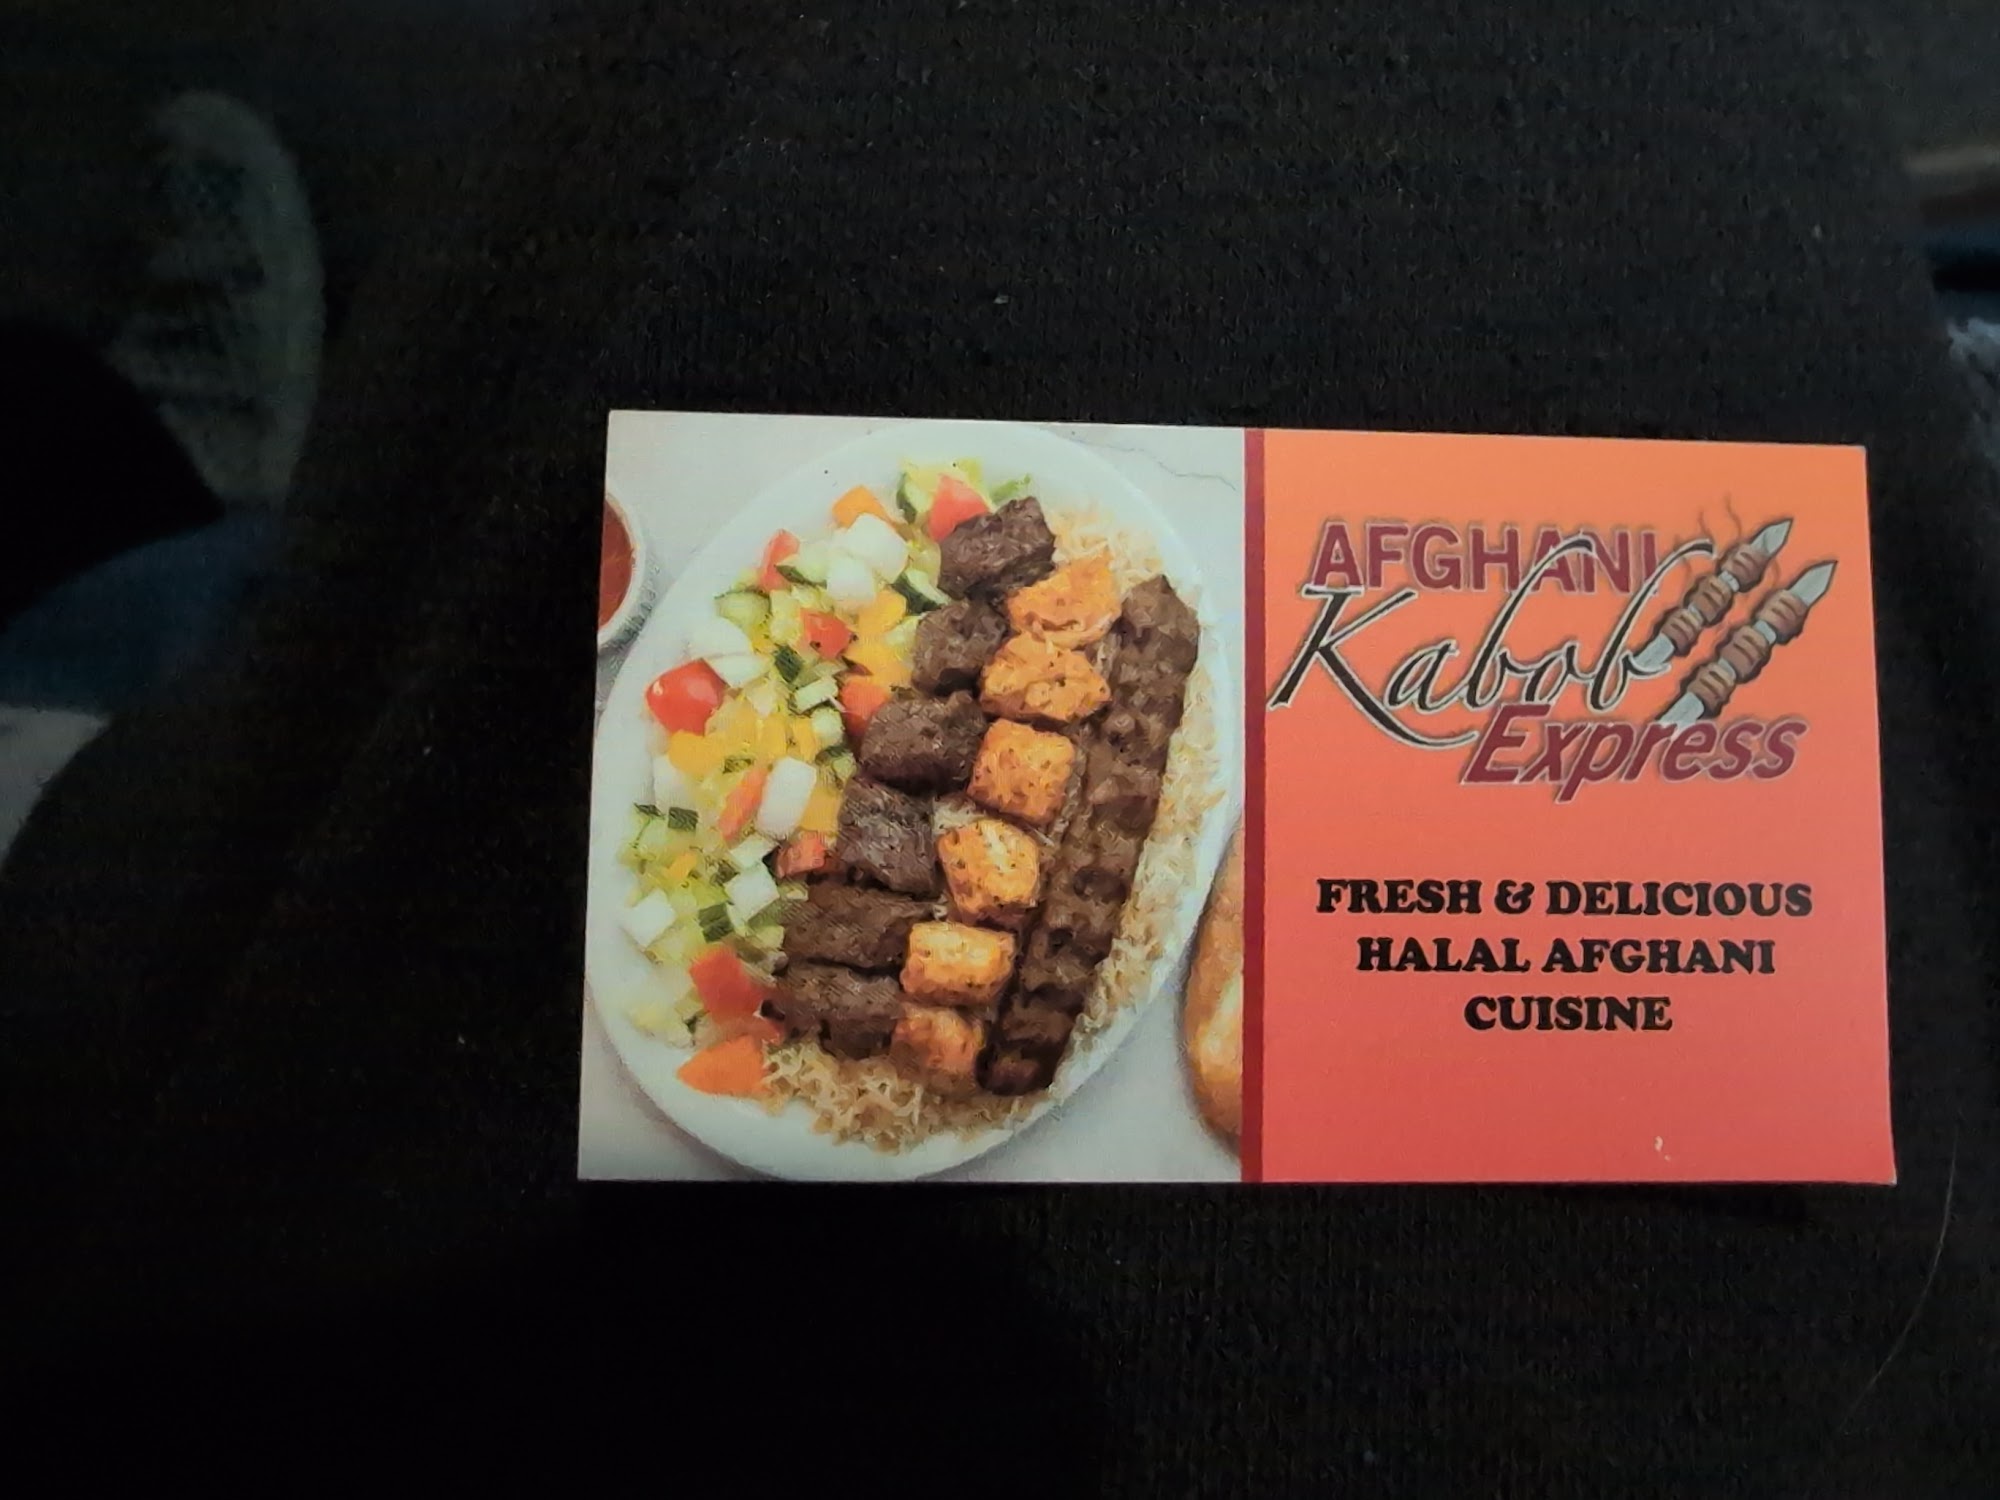 AFGHANI
Kabob
Express
FRESH & DELICIOUS
HALAL AFGHANI
CUISINE